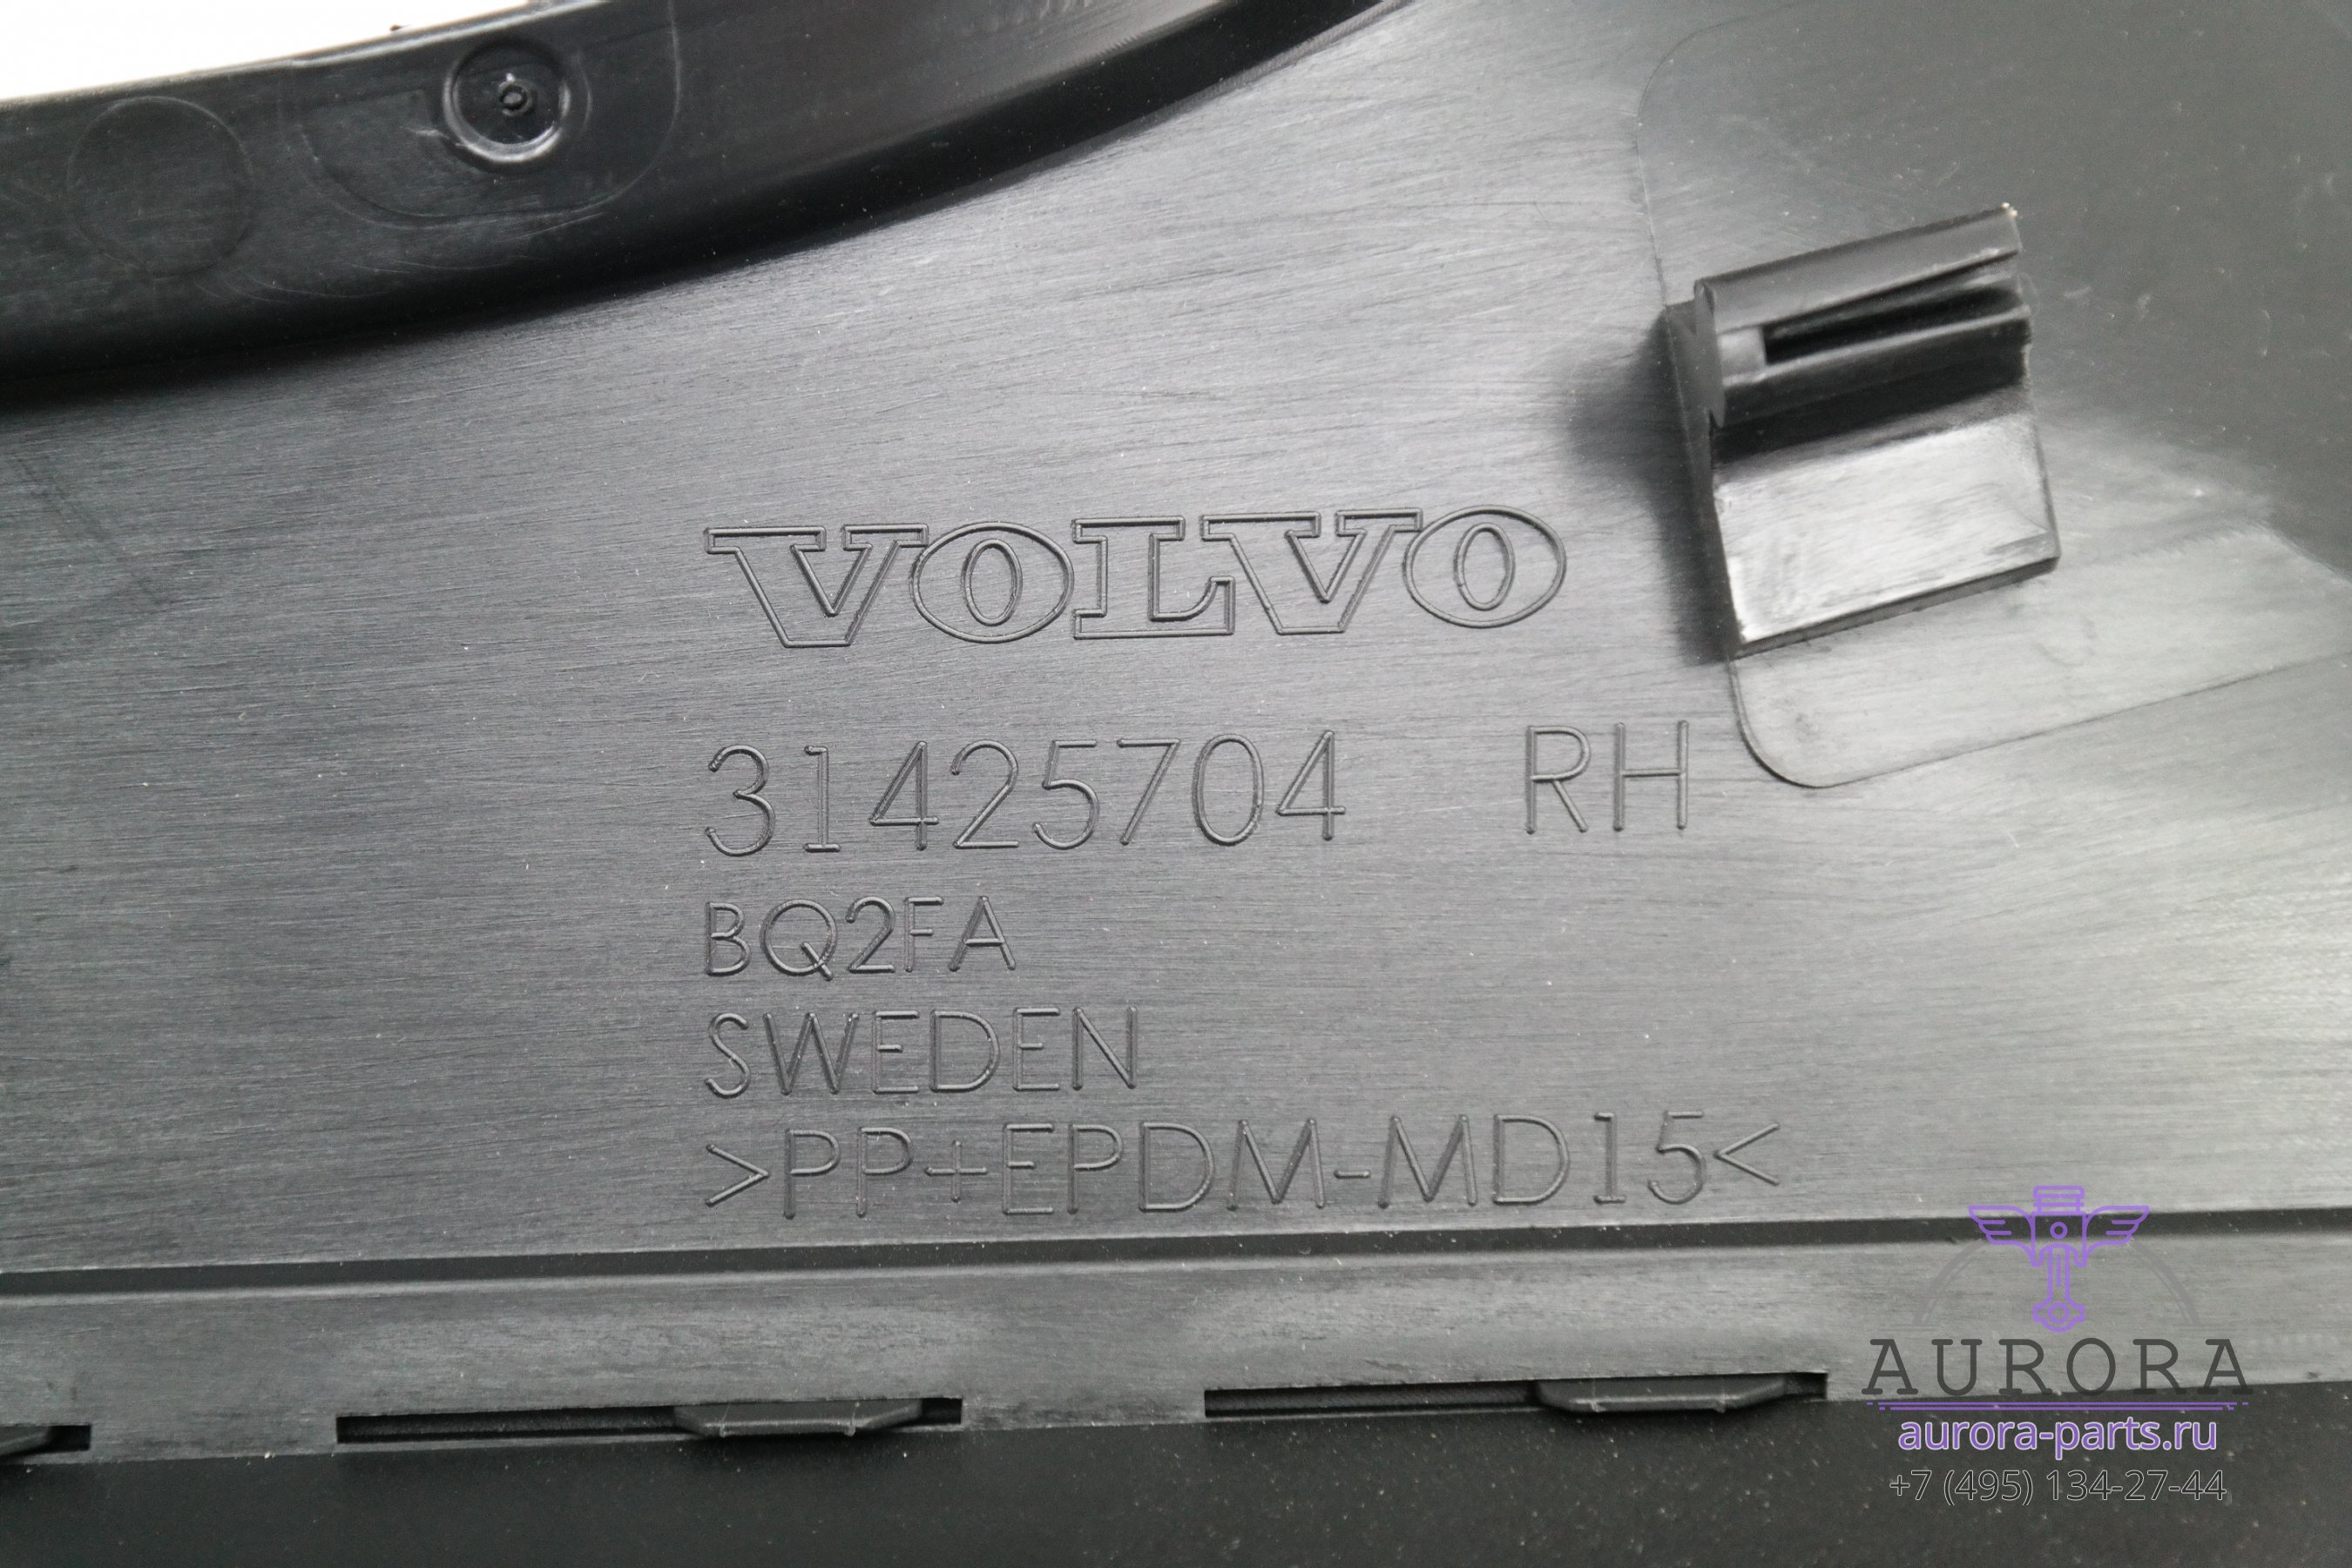 VOLVO
31425704 RH
BQ2FA
SWEDEN
>PP+EPDM-MD15<
AURORA
aurora-parts.ru
+7 (495) 134-27-44